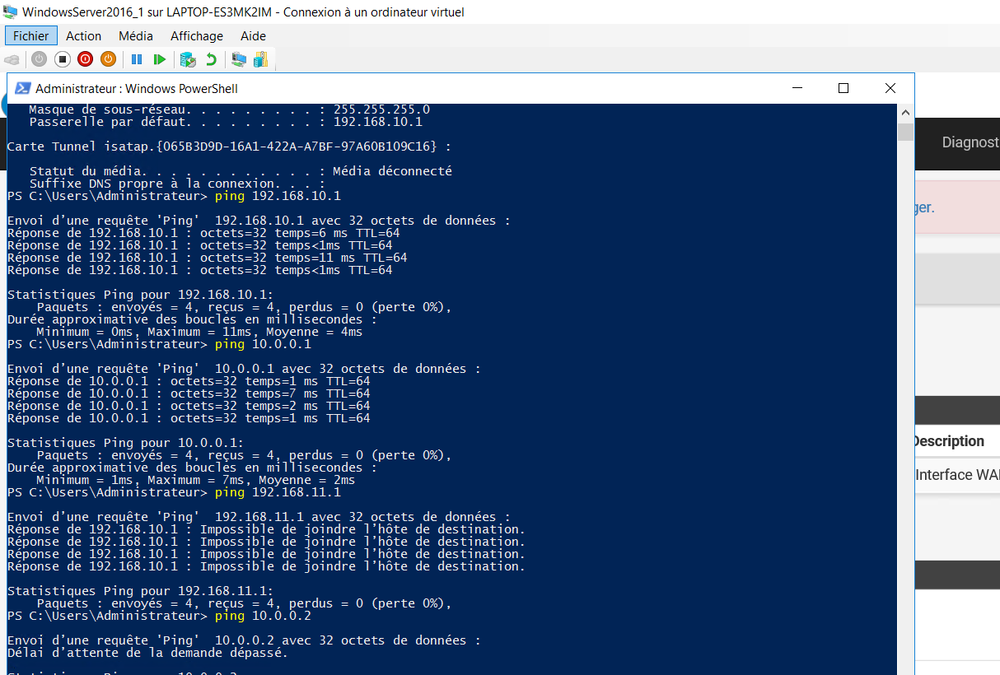 WindowsServer2016_1 sur LAPTOP-ES3MK2IM - Connexion à un ordinateur virtuel
Fichier Action Média Affichage Aide
Administrateur : Windows PowerShell
Masque de sous-réseau. . . . . . . . . : 255.255.255.0
Passerelle par défaut. . . . . . . . . : 192.168.10.1
Carte Tunnel isatap.{065B3D9D-16A1-422A-A7BF-97A60B109C16} :
Statut du média. . . . . . . . . . . . : Média déconnecté
Suffixe DNS propre à la connexion. . . :
PS C:\Users\Administrateur> ping 192.168.10.1
Envoi d’une requête 'Ping'  192.168.10.1 avec 32 octets de données :
Réponse de 192.168.10.1 : octets=32 temps=6 ms TTL=64
Réponse de 192.168.10.1 : octets=32 temps<1ms TTL=64
Réponse de 192.168.10.1 : octets=32 temps=11 ms TTL=64
Réponse de 192.168.10.1 : octets=32 temps<1ms TTL=64
Statistiques Ping pour 192.168.10.1:
Paquets : envoyés = 4, reçus = 4, perdus = 0 (perte 0%),
Durée approximative des boucles en millisecondes :
Minimum = 0ms, Maximum = 11ms, Moyenne = 4ms
PS C:\Users\Administrateur> ping 10.0.0.1
Envoi d’une requête 'Ping'  10.0.0.1 avec 32 octets de données :
Réponse de 10.0.0.1 : octets=32 temps=1 ms TTL=64
Réponse de 10.0.0.1 : octets=32 temps=7 ms TTL=64
Réponse de 10.0.0.1 : octets=32 temps=2 ms TTL=64
Réponse de 10.0.0.1 : octets=32 temps=1 ms TTL=64
Statistiques Ping pour 10.0.0.1:
Paquets : envoyés = 4, reçus = 4, perdus = 0 (perte 0%),
Durée approximative des boucles en millisecondes :
Minimum = 1ms, Maximum = 7ms, Moyenne = 2ms
PS C:\Users\Administrateur> ping 192.168.11.1
Envoi d’une requête 'Ping'  192.168.11.1 avec 32 octets de données :
Réponse de 192.168.10.1 : Impossible de joindre l’hôte de destination.
Réponse de 192.168.10.1 : Impossible de joindre l’hôte de destination.
Réponse de 192.168.10.1 : Impossible de joindre l’hôte de destination.
Réponse de 192.168.10.1 : Impossible de joindre l’hôte de destination.
Statistiques Ping pour 192.168.11.1:
Paquets : envoyés = 4, reçus = 4, perdus = 0 (perte 0%),
PS C:\Users\Administrateur> ping 10.0.0.2
Envoi d’une requête 'Ping'  10.0.0.2 avec 32 octets de données :
Délai d’attente de la demande dépassé.
Diagnost
ger.
Description
Interface WA